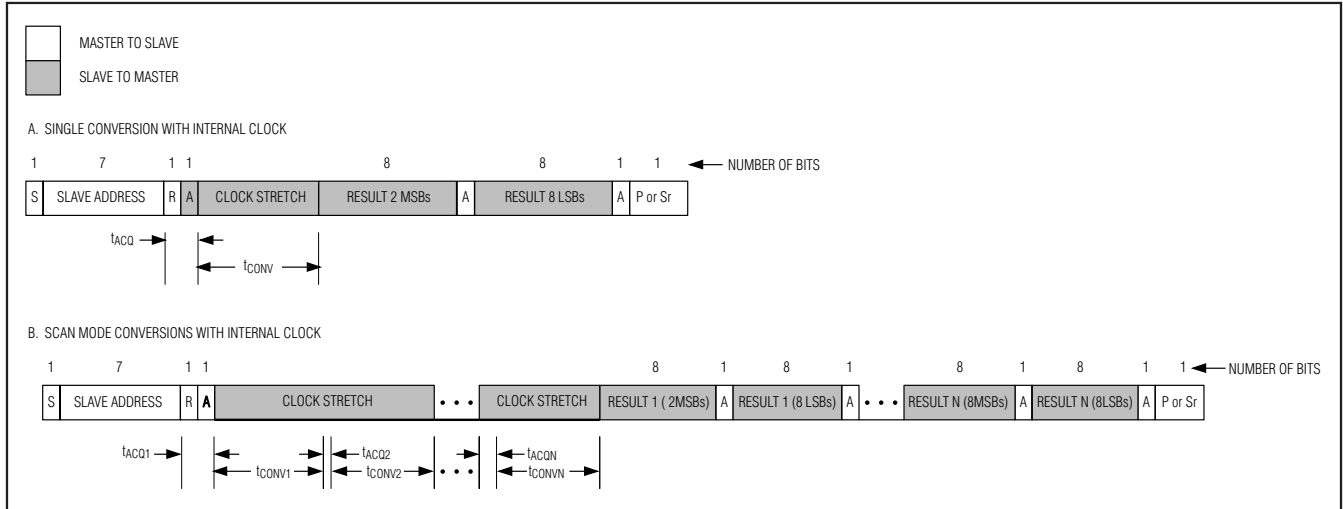 MASTER TO SLAVE
SLAVE TO MASTER
A. SINGLE CONVERSION WITH INTERNAL CLOCK
1 7 1 1 8 8 1 1 NUMBER OF BITS
S SLAVE ADDRESS R A CLOCK STRETCH RESULT 2 MSBs A RESULT 8 LSBs A P or Sr
tACQ
tCONV
B. SCAN MODE CONVERSIONS WITH INTERNAL CLOCK
1 7 1 1 8 1 8 1 8 1 8 1 1 NUMBER OF BITS
S SLAVE ADDRESS R A CLOCK STRETCH • • • CLOCK STRETCH RESULT 1 ( 2MSBs) A RESULT 1 (8 LSBs) A • • • RESULT N (8MSBs) A RESULT N (8LSBs) A P or Sr
tACQ1 tACQ2 tACQN
tCONV1 tCONV2 • • • tCONVN